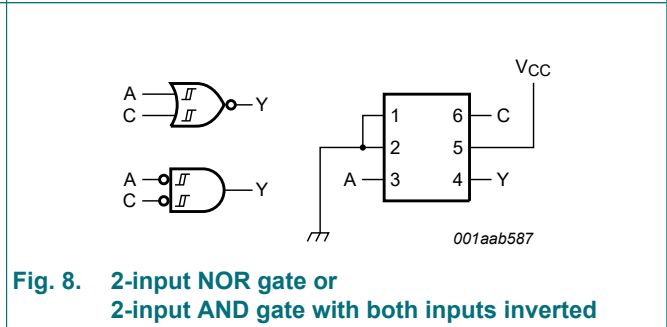 VCC
A
C
Y
1
6
C
2
5
A
3
4
Y
A
C
Y
001aab587
Fig. 8. 2-input NOR gate or
2-input AND gate with both inputs inverted